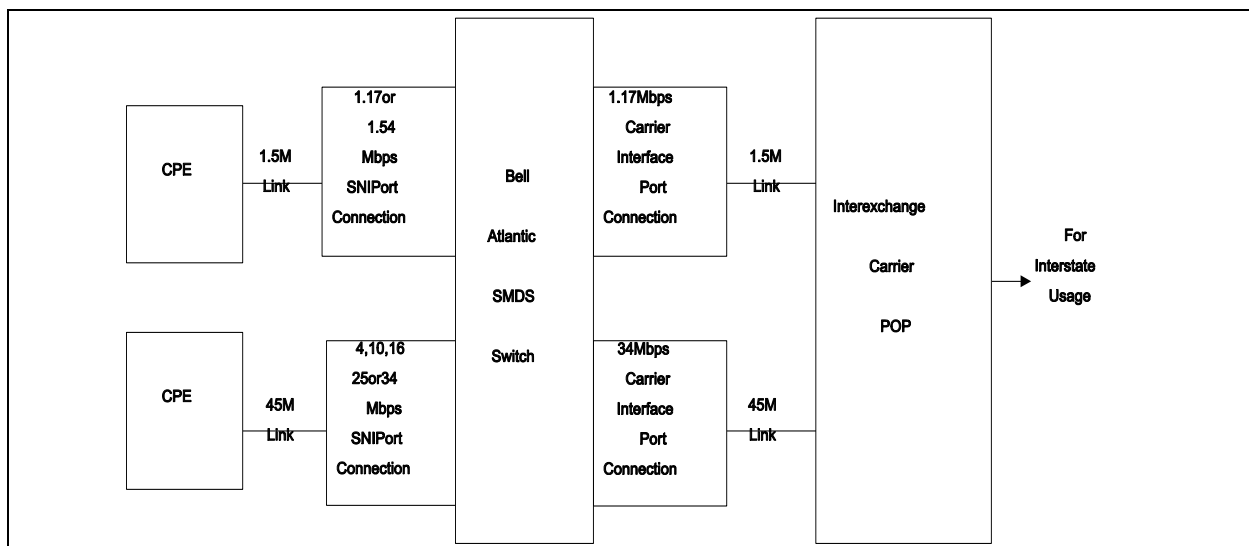 CPE
1.5M
Link
1.17or
1.54
Mbps
SNIPort
Connection
Bell
Atlantic
SMDS
Switch
1.17Mbps
Carrier
Interface
Port
Connection
1.5M
Link
Interexchange
Carrier
POP
For
Interstate
Usage
CPE
45M
Link
4,10,16
25or34
Mbps
SNIPort
Connection
34Mbps
Carrier
Interface
Port
Connection
45M
Link